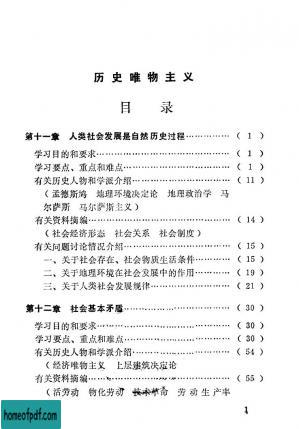 历史唯物主义
目 录
第十一章 人类社会发展是自然历史过程……………( 1 )
学习目的和要求……………………………………( 1 )
学习要点、重点和难点……………………………( 1 )
有关历史人物和学派介绍…………………………( 11 )
(孟德斯鸠 地理环境决定论 地理政治学 马
尔萨斯 马尔萨斯主义)
有关资料摘编………………………………………( 14 )
(社会经济形态 社会关系 社会制度)
有关问题讨论情况介绍……………………………( 15 )
一、关于社会存在、社会物质生活条件…………( 15 )
二、关于地理环境在社会发展中的作用…………( 19 )
三、关于人类社会发展规律………………………( 21 )
第十二章 社会基本矛盾……………………………( 30 )
学习目的和要求……………………………………( 30 )
学习要点、重点和难点……………………………( 30 )
有关历史人物和学派介绍…………………………( 54 )
(经济唯物主义 上层建筑决定论
有关资料摘编………………………………………( 55 )
(活劳动 物化劳动 技术革命 劳动生产率
1
homeofpdf.com